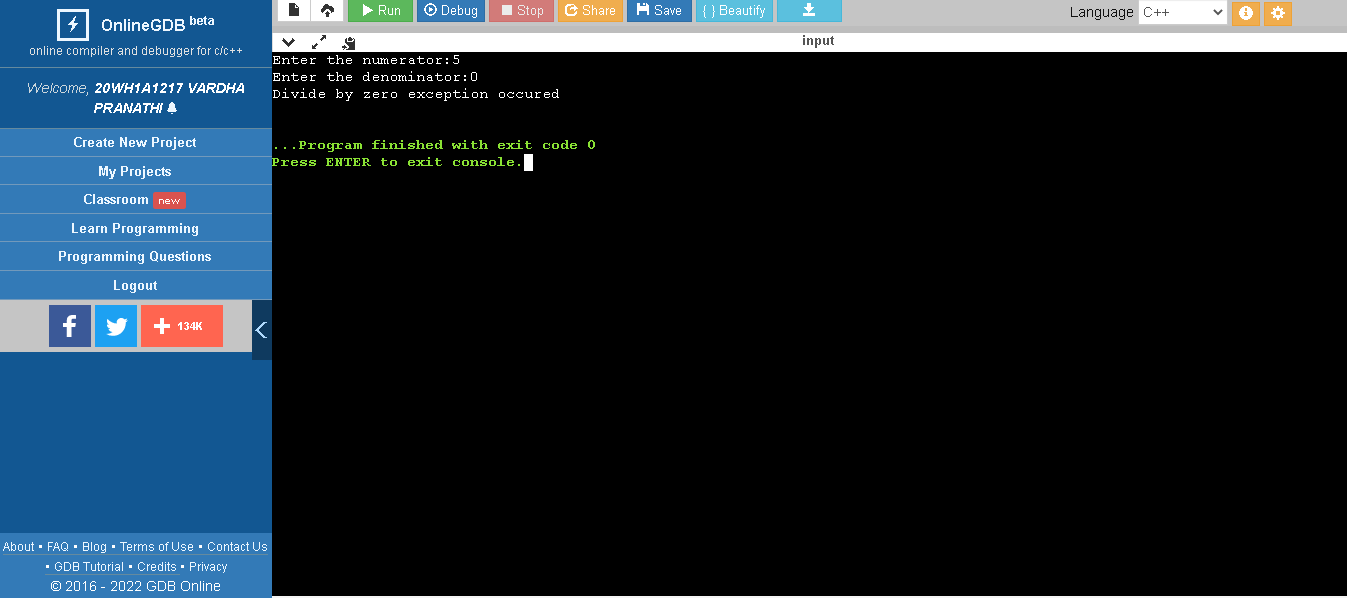 OnlineGDB beta
online compiler and debugger for c/c++
Welcome, 20WH1A1217 VARDHA
PRANATHI
Create New Project
My Projects
Classroom new
Learn Programming
Programming Questions
Logout
134K
About • FAQ • Blog • Terms of Use • Contact Us
• GDB Tutorial • Credits • Privacy
© 2016 - 2022 GDB Online
Run Debug Stop Share Save { } Beautify
Language C++
input
Enter the numerator:5
Enter the denominator:0
Divide by zero exception occured
...Program finished with exit code 0
Press ENTER to exit console.